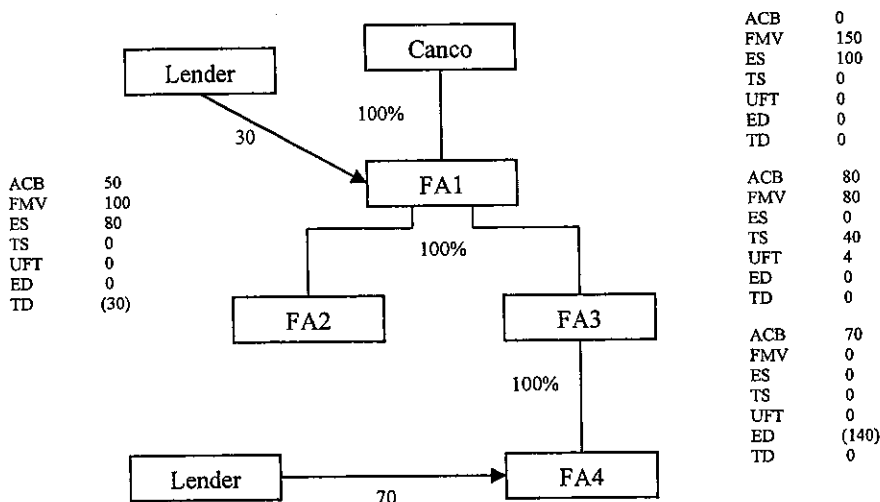 Lender
Canco
100%
30
FA1
100%
FA2
FA3
100%
Lender
70
FA4
ACB 50
FMV 100
ES 80
TS 0
UFT 0
ED 0
TD (30)
ACB 0
FMV 150
ES 100
TS 0
UFT 0
ED 0
TD 0
ACB 80
FMV 80
ES 0
TS 40
UFT 4
ED 0
TD 0
ACB 70
FMV 0
ES 0
TS 0
UFT 0
ED (140)
TD 0